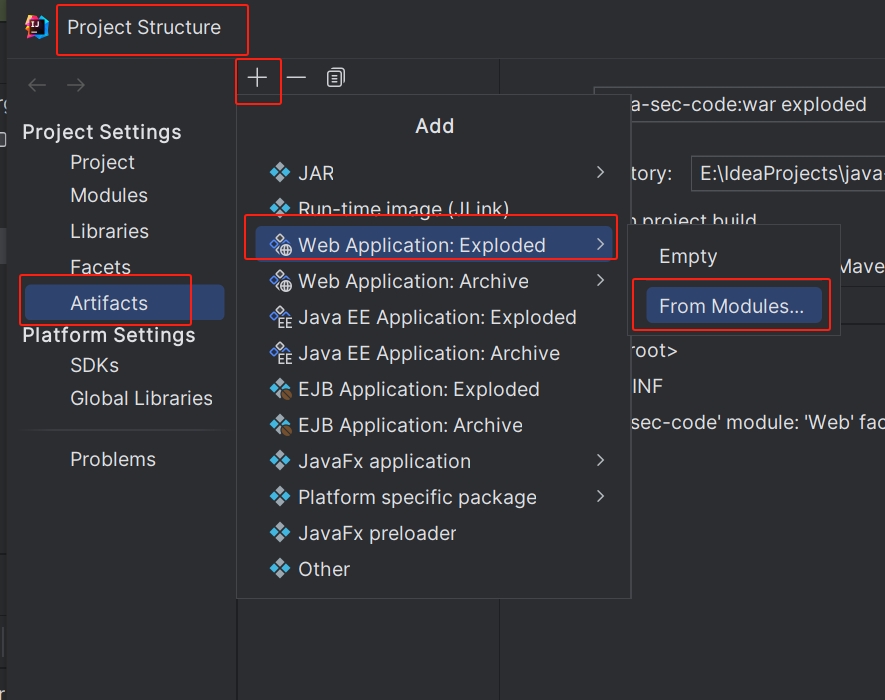 Project Structure
Project Settings
Project
Modules
Libraries
Facets
Artifacts
Platform Settings
SDKs
Global Libraries
Problems
Add
JAR
Run-time image (JLink)
Web Application: Exploded
Web Application: Archive
Java EE Application: Exploded
Java EE Application: Archive
EJB Application: Exploded
EJB Application: Archive
JavaFx application
Platform specific package
JavaFx preloader
Other
Empty
From Modules...
a-sec-code:war exploded
tory: E:\IdeaProjects\java-
project build
Mave
root>
INF
sec-code' module: 'Web' fac